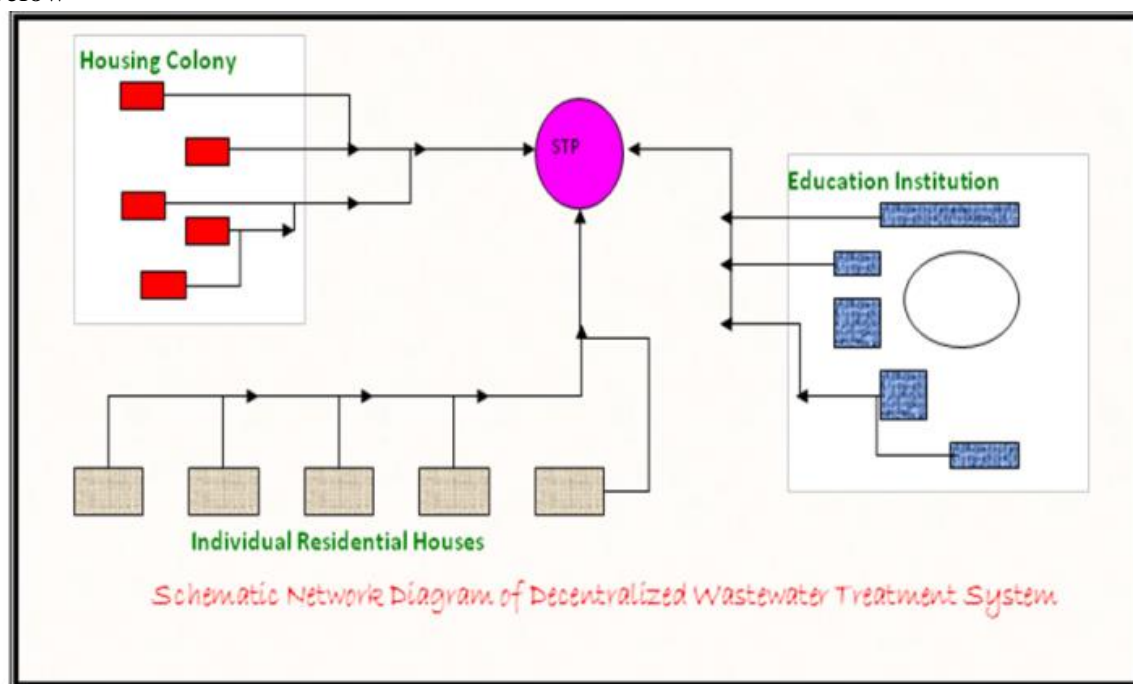 Housing Colony
STP
Education Institution
Individual Residential Houses
Schematic Network Diagram of Decentralized Wastewater Treatment System